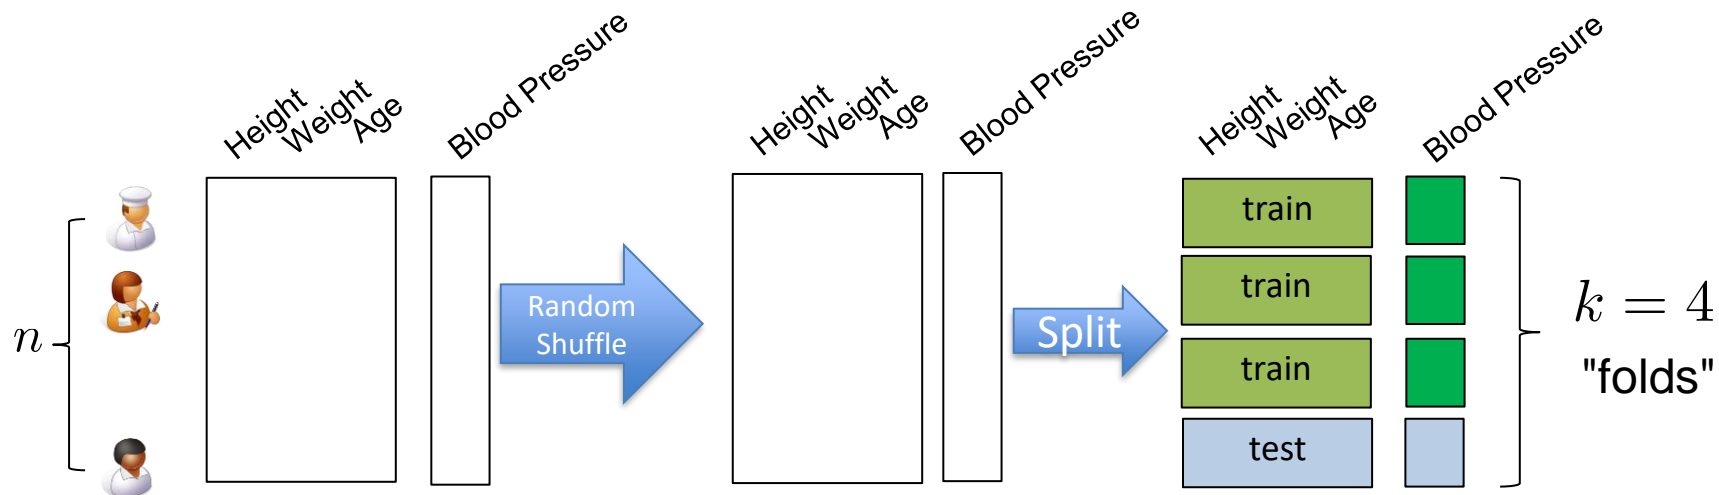 n
Height
Weight
Age
Blood Pressure
Random
Shuffle
Height
Weight
Age
Blood Pressure
Split
Height
Weight
Age
Blood Pressure
train
train
train
test
k = 4
"folds"